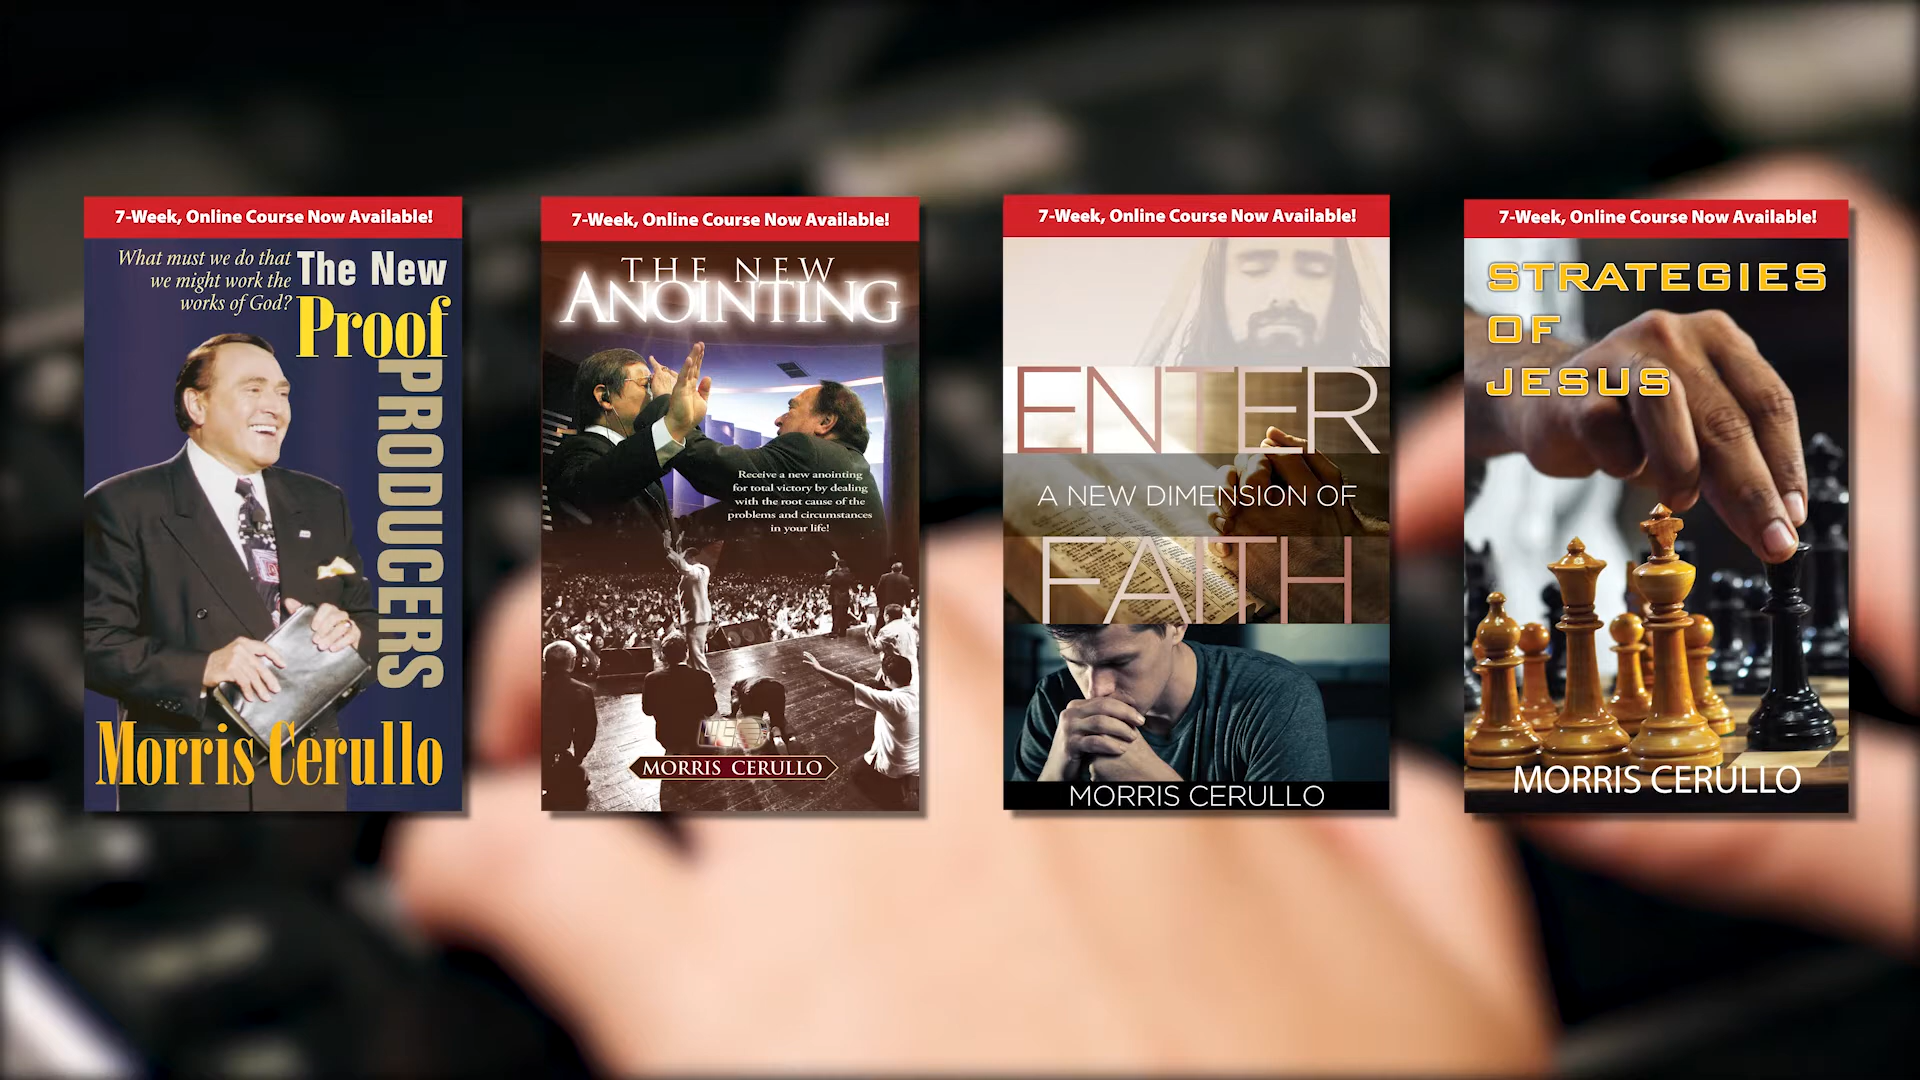 7-Week, Online Course Now Available!
What must we do that
we might work the
works of God?
The New
Proof
PRODUCERS
Morris Cerullo
7-Week, Online Course Now Available!
THE NEW
ANOINTING
Receive a new anointing
for total victory by dealing
with the root cause of the
problems and circumstances
in your life!
MORRIS CERULLO
7-Week, Online Course Now Available!
ENTER
A NEW DIMENSION OF
FAITH
MORRIS CERULLO
7-Week, Online Course Now Available!
STRATEGIES
OF
JESUS
MORRIS CERULLO